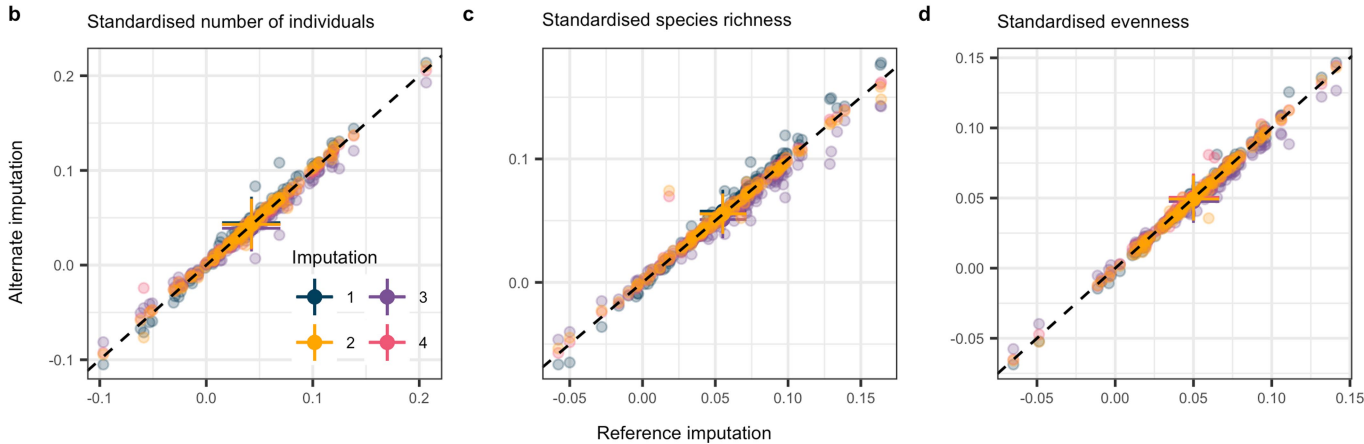 b
Standardised number of individuals
0.2
0.1
0.0
-0.1
-0.1 0.0 0.1 0.2
Alternate imputation
Imputation
1 3
2 4
c
Standardised species richness
0.1
0.0
-0.05 0.00 0.05 0.10 0.15
Reference imputation
d
Standardised evenness
0.15
0.10
0.05
0.00
-0.05
-0.05 0.00 0.05 0.10 0.15